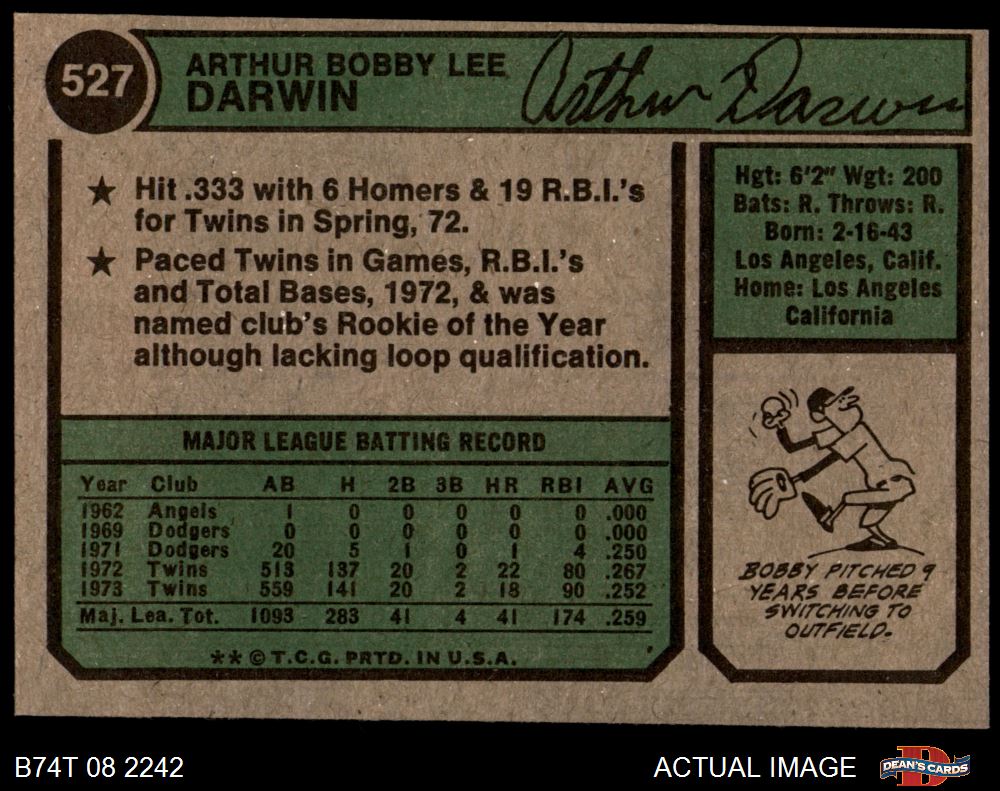 527
ARTHUR BOBBY LEE
DARWIN
Arthur Darwin
★ Hit .333 with 6 Homers & 19 R.B.I.'s
for Twins in Spring, 72.
★ Paced Twins in Games, R.B.I.'s
and Total Bases, 1972, & was
named club's Rookie of the Year
although lacking loop qualification.
Hgt: 6'2" Wgt: 200
Bats: R. Throws: R.
Born: 2-16-43
Los Angeles, Calif.
Home: Los Angeles
California
MAJOR LEAGUE BATTING RECORD
Year Club AB H 2B 3B HR RBI AVG
1962 Angels 1 0 0 0 0 0 .000
1969 Dodgers 0 0 0 0 0 0 .000
1971 Dodgers 20 5 1 0 1 4 .250
1972 Twins 513 137 20 2 22 80 .267
1973 Twins 559 141 20 2 18 90 .252
Maj. Lea. Tot. 1093 283 41 4 41 174 .259
** © T.C.G. PRTD. IN U.S.A.
BOBBY PITCHED 9
YEARS BEFORE
SWITCHING TO
OUTFIELD.
B74T 08 2242
ACTUAL IMAGE
D
DEAN'S CARDS